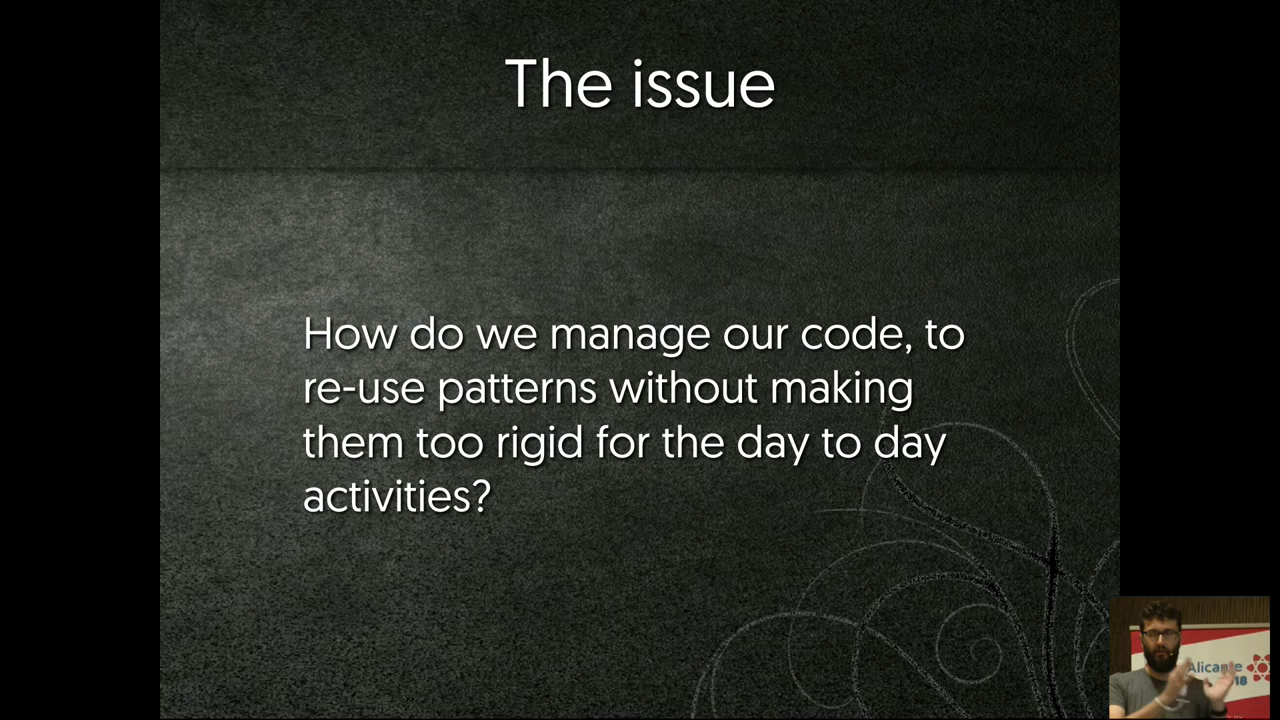 The issue
How do we manage our code, to
re-use patterns without making
them too rigid for the day to day
activities?
Alicante
18